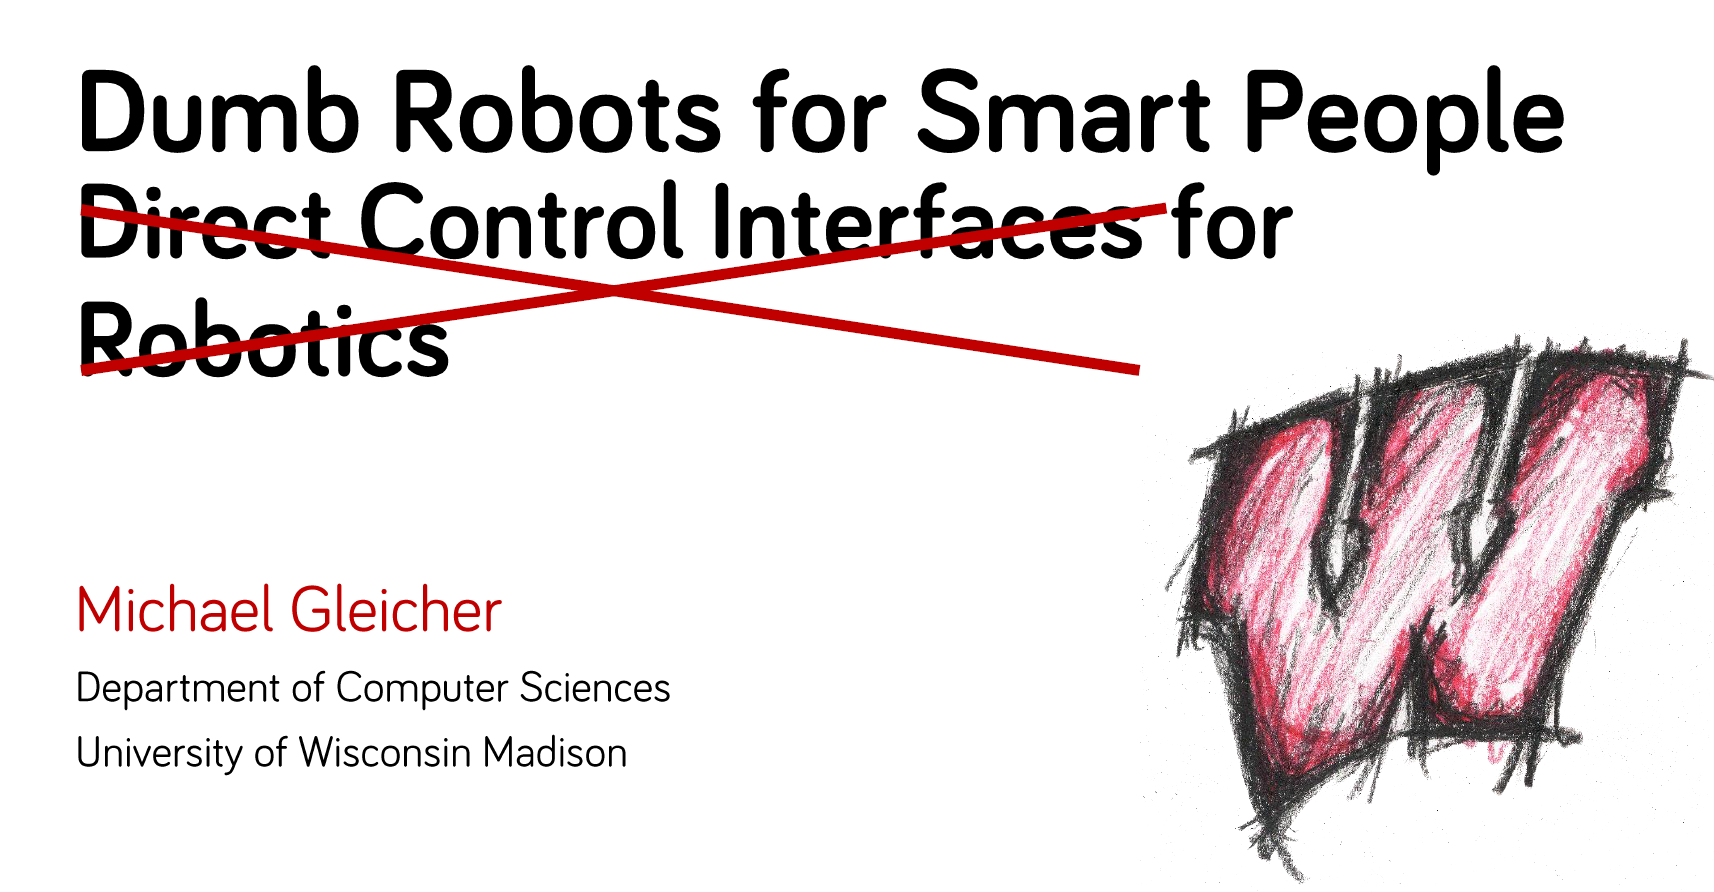 Dumb Robots for Smart People
Direct Control Interfaces for
Robotics
Michael Gleicher
Department of Computer Sciences
University of Wisconsin Madison
W